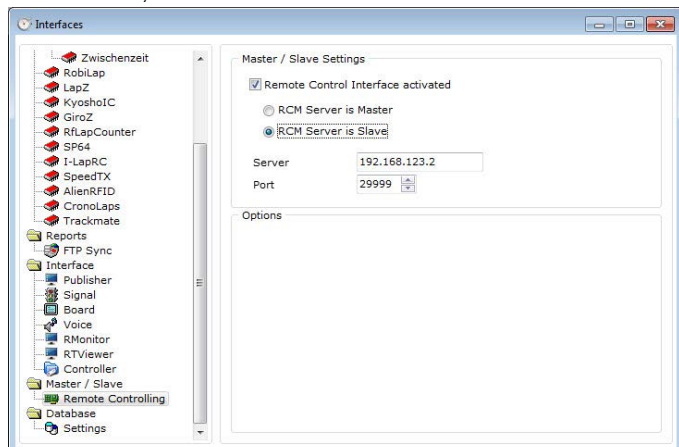 Interfaces
Zwischenzeit
RobiLap
LapZ
KyoshoIC
GiroZ
RfLapCounter
SP64
I-LapRC
SpeedTX
AlienRFID
CronoLaps
Trackmate
Reports
FTP Sync
Interface
Publisher
Signal
Board
Voice
RMonitor
RTViewer
Controller
Master / Slave
Remote Controlling
Database
Settings
Master / Slave Settings
Remote Control Interface activated
RCM Server is Master
RCM Server is Slave
Server 192.168.123.2
Port 29999
Options